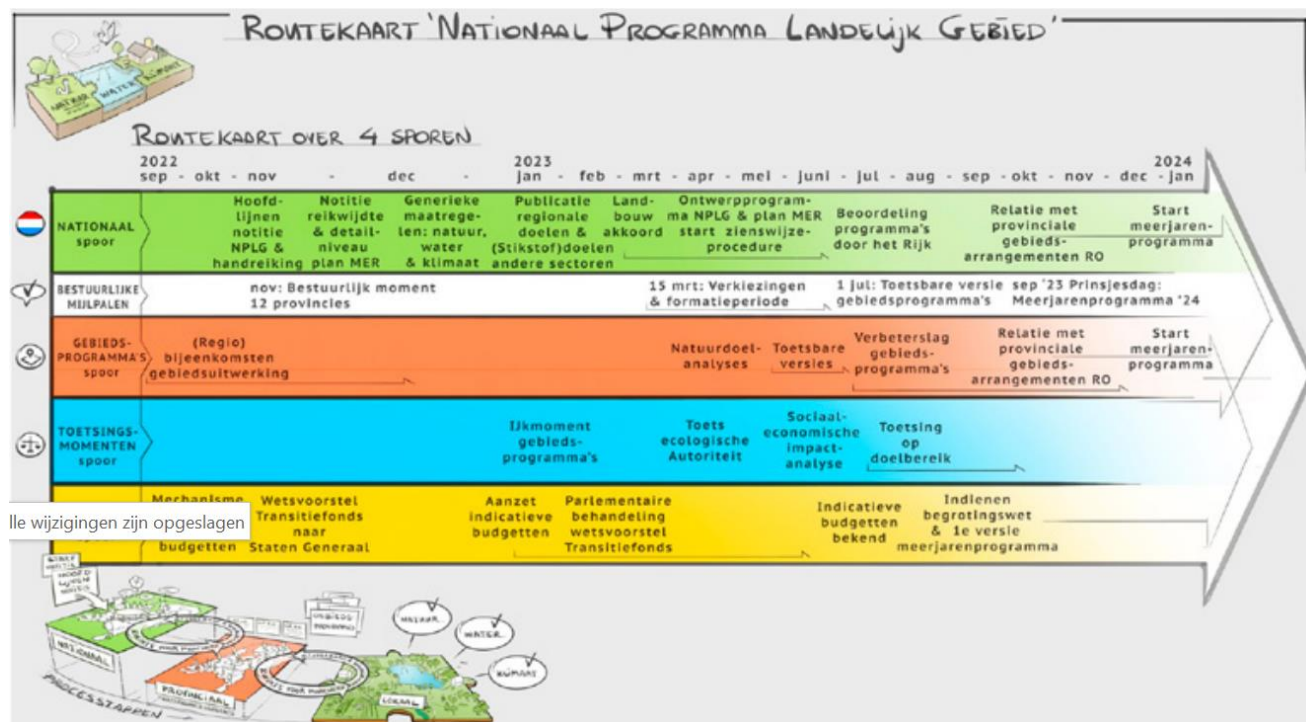 ROUTEKAART 'NATIONAAL PROGRAMMA LANDELIJK GEBIED'
NATUUR
WATER
KLIMAAT
ROUTEKAART OVER 4 SPOREN
2022
2023
2024
sep - okt - nov - dec - jan - feb - mrt - apr - mei - juni - jul - aug - sep - okt - nov - dec - jan
NATIONAAL
spoor
Hoofd-
lijnen
notitie
NPLG &
handreiking
Notitie
reikwijdte
& detail-
niveau
plan MER
Generieke
maatrege-
len: natuur,
water
& klimaat
Publicatie
regionale
doelen &
(Stikstof)doelen
andere sectoren
Land-
bouw
akkoord
Ontwerpprogram-
ma NPLG & plan MER
start zienswijze-
procedure
Beoordeling
programma's
door het Rijk
Relatie met
provinciale
gebieds-
arrangementen RO
Start
meerjaren-
programma
BESTUURLIJKE
MIJLPALEN
nov: Bestuurlijk moment
12 provincies
15 mrt: Verkiezingen
& formatieperiode
1 jul: Toetsbare versie
gebiedsprogramma's
sep '23 Prinsjesdag:
Meerjarenprogramma '24
GEBIEDS-
PROGRAMMA'S
spoor
(Regio)
bijeenkomsten
gebiedsuitwerking
Natuurdoel-
analyses
Toetsbare
versies
Verbeterslag
gebieds-
programma's
Relatie met
provinciale
gebieds-
arrangementen RO
Start
meerjaren-
programma
TOETSINGS-
MOMENTEN
spoor
IJkmoment
gebieds-
programma's
Toets
ecologische
Autoriteit
Sociaal-
economische
impact-
analyse
Toetsing
op
doelbereik
lle wijzigingen zijn opgeslagen
Mechanisme
budgetten
Wetsvoorstel
Transitiefonds
naar
Staten Generaal
Aanzet
indicatieve
budgetten
Parlementaire
behandeling
wetsvoorstel
Transitiefonds
Indicatieve
budgetten
bekend
Indienen
begrotingswet
& 1e versie
meerjarenprogramma
NATIONAAL
PROVINCIAAL
LOKAAL
NATUUR
WATER
KLIMAAT
PROCESSTAPPEN